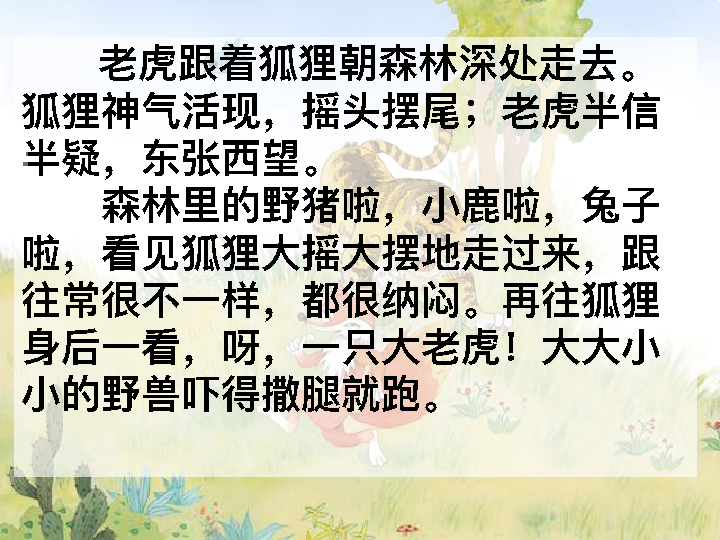 老虎跟着狐狸朝森林深处走去。
狐狸神气活现，摇头摆尾；老虎半信
半疑，东张西望。
森林里的野猪啦，小鹿啦，兔子
啦，看见狐狸大摇大摆地走过来，跟
往常很不一样，都很纳闷。再往狐狸
身后一看，呀，一只大老虎！大大小
小的野兽吓得撒腿就跑。